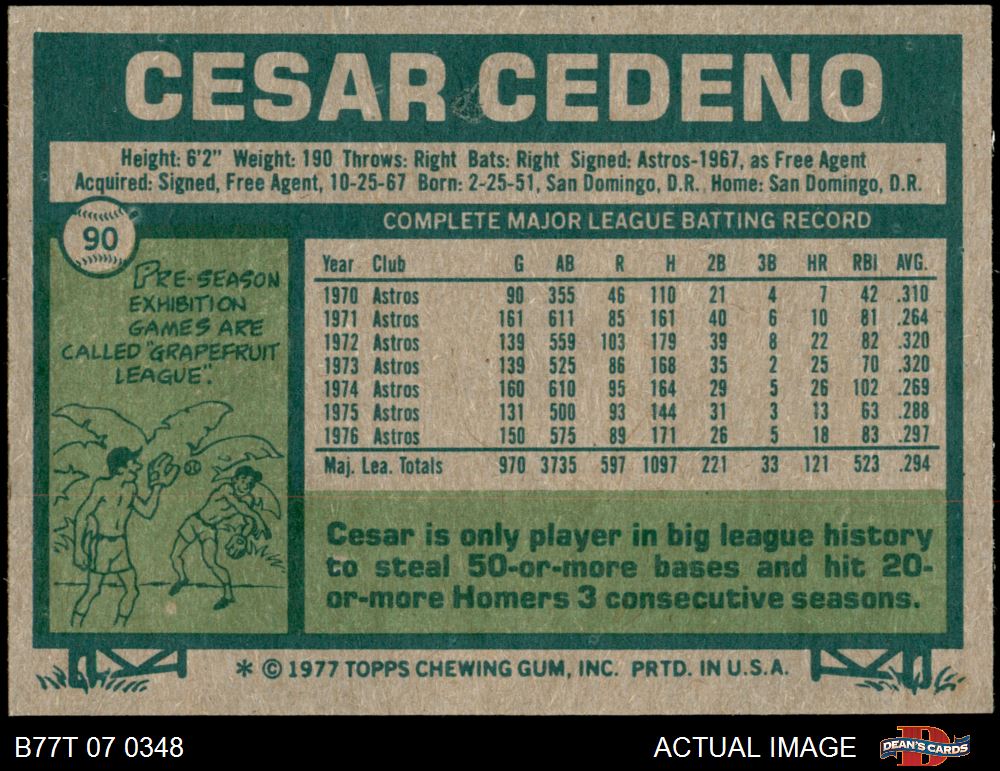 CESAR CEDENO
Height: 6'2" Weight: 190 Throws: Right Bats: Right Signed: Astros-1967, as Free Agent
Acquired: Signed, Free Agent, 10-25-67 Born: 2-25-51, San Domingo, D.R. Home: San Domingo, D.R.
90
PRE-SEASON
EXHIBITION
GAMES ARE
CALLED "GRAPEFRUIT
LEAGUE".
COMPLETE MAJOR LEAGUE BATTING RECORD
Year Club G AB R H 2B 3B HR RBI AVG.
1970 Astros 90 355 46 110 21 4 7 42 .310
1971 Astros 161 611 85 161 40 6 10 81 .264
1972 Astros 139 559 103 179 39 8 22 82 .320
1973 Astros 139 525 86 168 35 2 25 70 .320
1974 Astros 160 610 95 164 29 5 26 102 .269
1975 Astros 131 500 93 144 31 3 13 63 .288
1976 Astros 150 575 89 171 26 5 18 83 .297
Maj. Lea. Totals 970 3735 597 1097 221 33 121 523 .294
Cesar is only player in big league history
to steal 50-or-more bases and hit 20-
or-more Homers 3 consecutive seasons.
* © 1977 TOPPS CHEWING GUM, INC. PRTD. IN U.S.A.
B77T 07 0348
ACTUAL IMAGE
DEAN'S CARDS